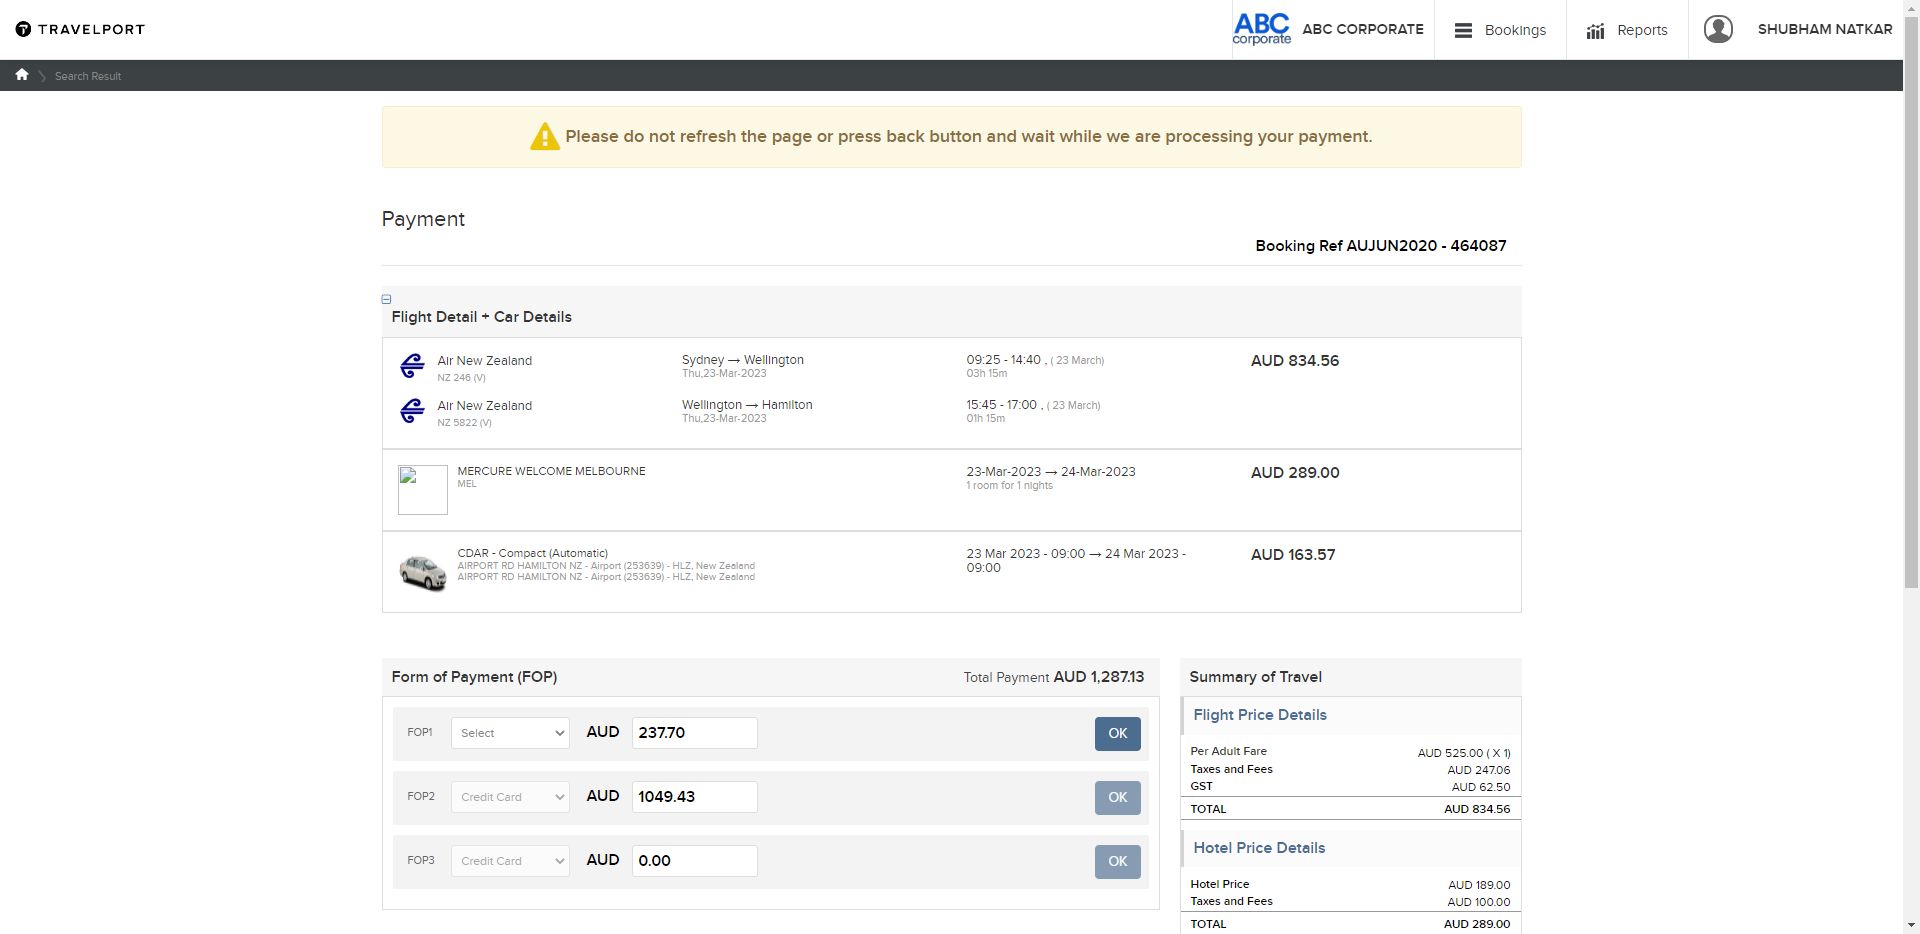 TRAVELPORT
ABC corporate
ABC CORPORATE
Bookings
Reports
SHUBHAM NATKAR
Search Result
Please do not refresh the page or press back button and wait while we are processing your payment.
Payment
Booking Ref AUJUN2020 - 464087
Flight Detail + Car Details
Air New Zealand
NZ 246 (V)
Sydney → Wellington
Thu,23-Mar-2023
09:25 - 14:40 , ( 23 March)
03h 15m
AUD 834.56
Air New Zealand
NZ 5822 (V)
Wellington → Hamilton
Thu,23-Mar-2023
15:45 - 17:00 , ( 23 March)
01h 15m
MERCURE WELCOME MELBOURNE
MEL
23-Mar-2023 → 24-Mar-2023
1 room for 1 nights
AUD 289.00
CDAR - Compact (Automatic)
AIRPORT RD HAMILTON NZ - Airport (253639) - HLZ, New Zealand
AIRPORT RD HAMILTON NZ - Airport (253639) - HLZ, New Zealand
23 Mar 2023 - 09:00 → 24 Mar 2023 -
09:00
AUD 163.57
Form of Payment (FOP)
Total Payment AUD 1,287.13
FOP1 Select AUD 237.70 OK
FOP2 Credit Card AUD 1049.43 OK
FOP3 Credit Card AUD 0.00 OK
Summary of Travel
Flight Price Details
Per Adult Fare AUD 525.00 ( X 1)
Taxes and Fees AUD 247.06
GST AUD 62.50
TOTAL AUD 834.56
Hotel Price Details
Hotel Price AUD 189.00
Taxes and Fees AUD 100.00
TOTAL AUD 289.00